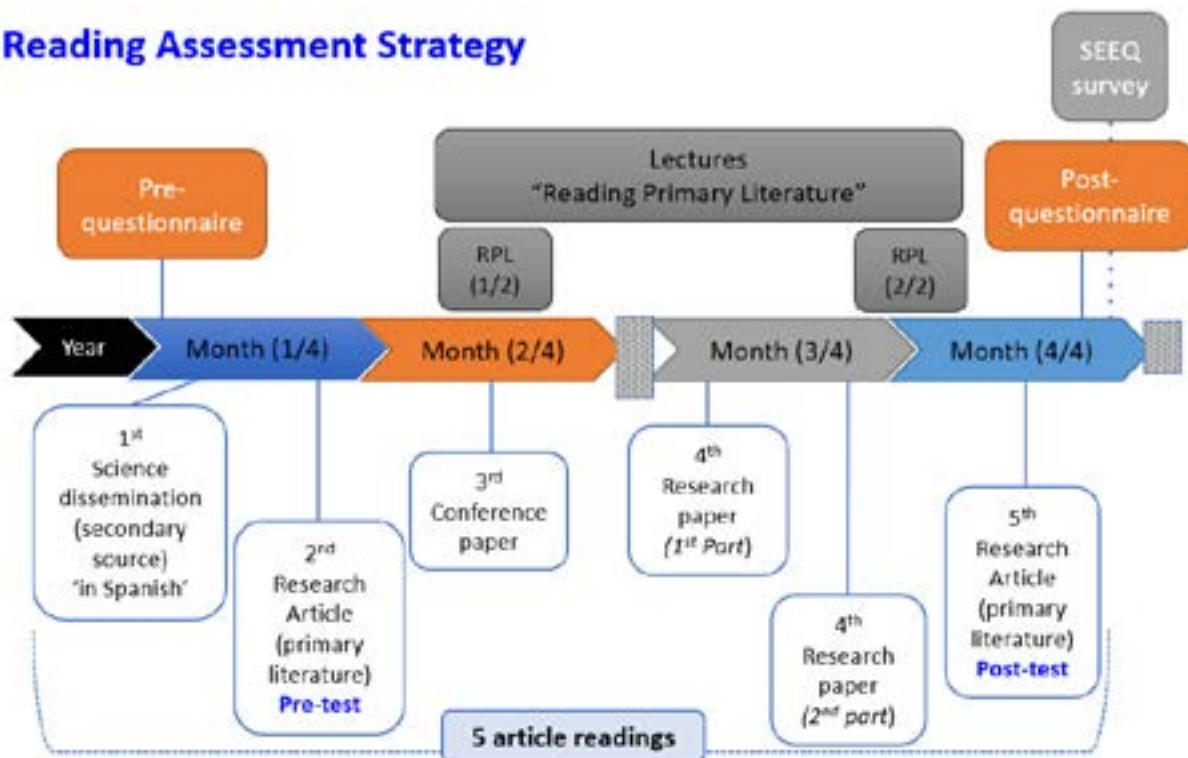 Reading Assessment Strategy
SEEQ
survey
Lectures
"Reading Primary Literature"
Pre-
questionnaire
Post-
questionnaire
RPL
(1/2)
RPL
(2/2)
Year
Month (1/4)
Month (2/4)
Month (3/4)
Month (4/4)
1st
Science
dissemination
(secondary
source)
'in Spanish'
2nd
Research
Article
(primary
literature)
Pre-test
3rd
Conference
paper
4th
Research
paper
(1st Part)
4th
Research
paper
(2nd part)
5th
Research
Article
(primary
literature)
Post-test
5 article readings